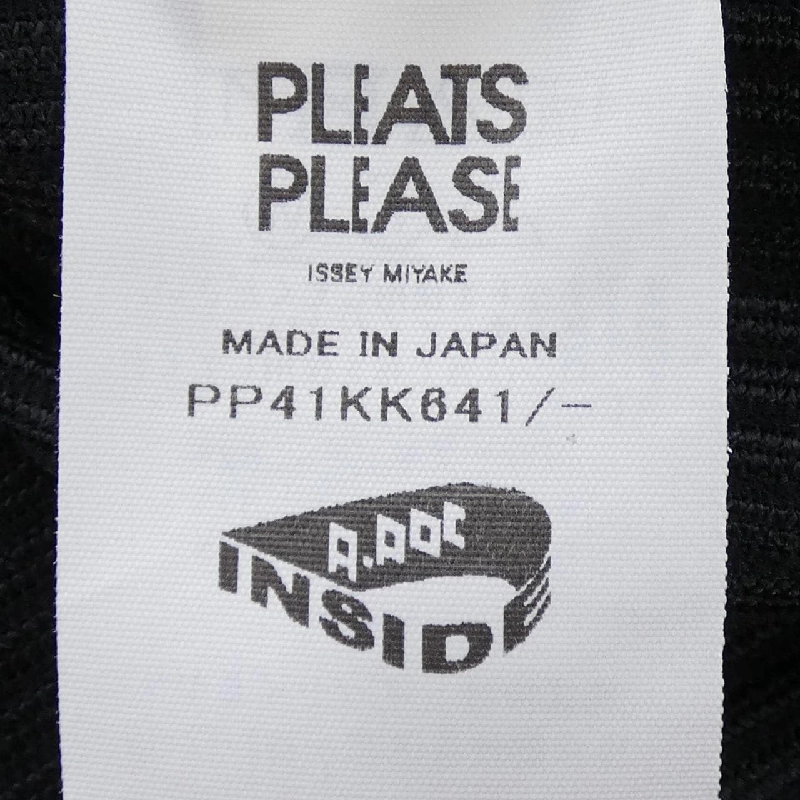 PLEATS
PLEASE
ISSEY MIYAKE
MADE IN JAPAN
PP41KK641/-
A.POC
INSIDE